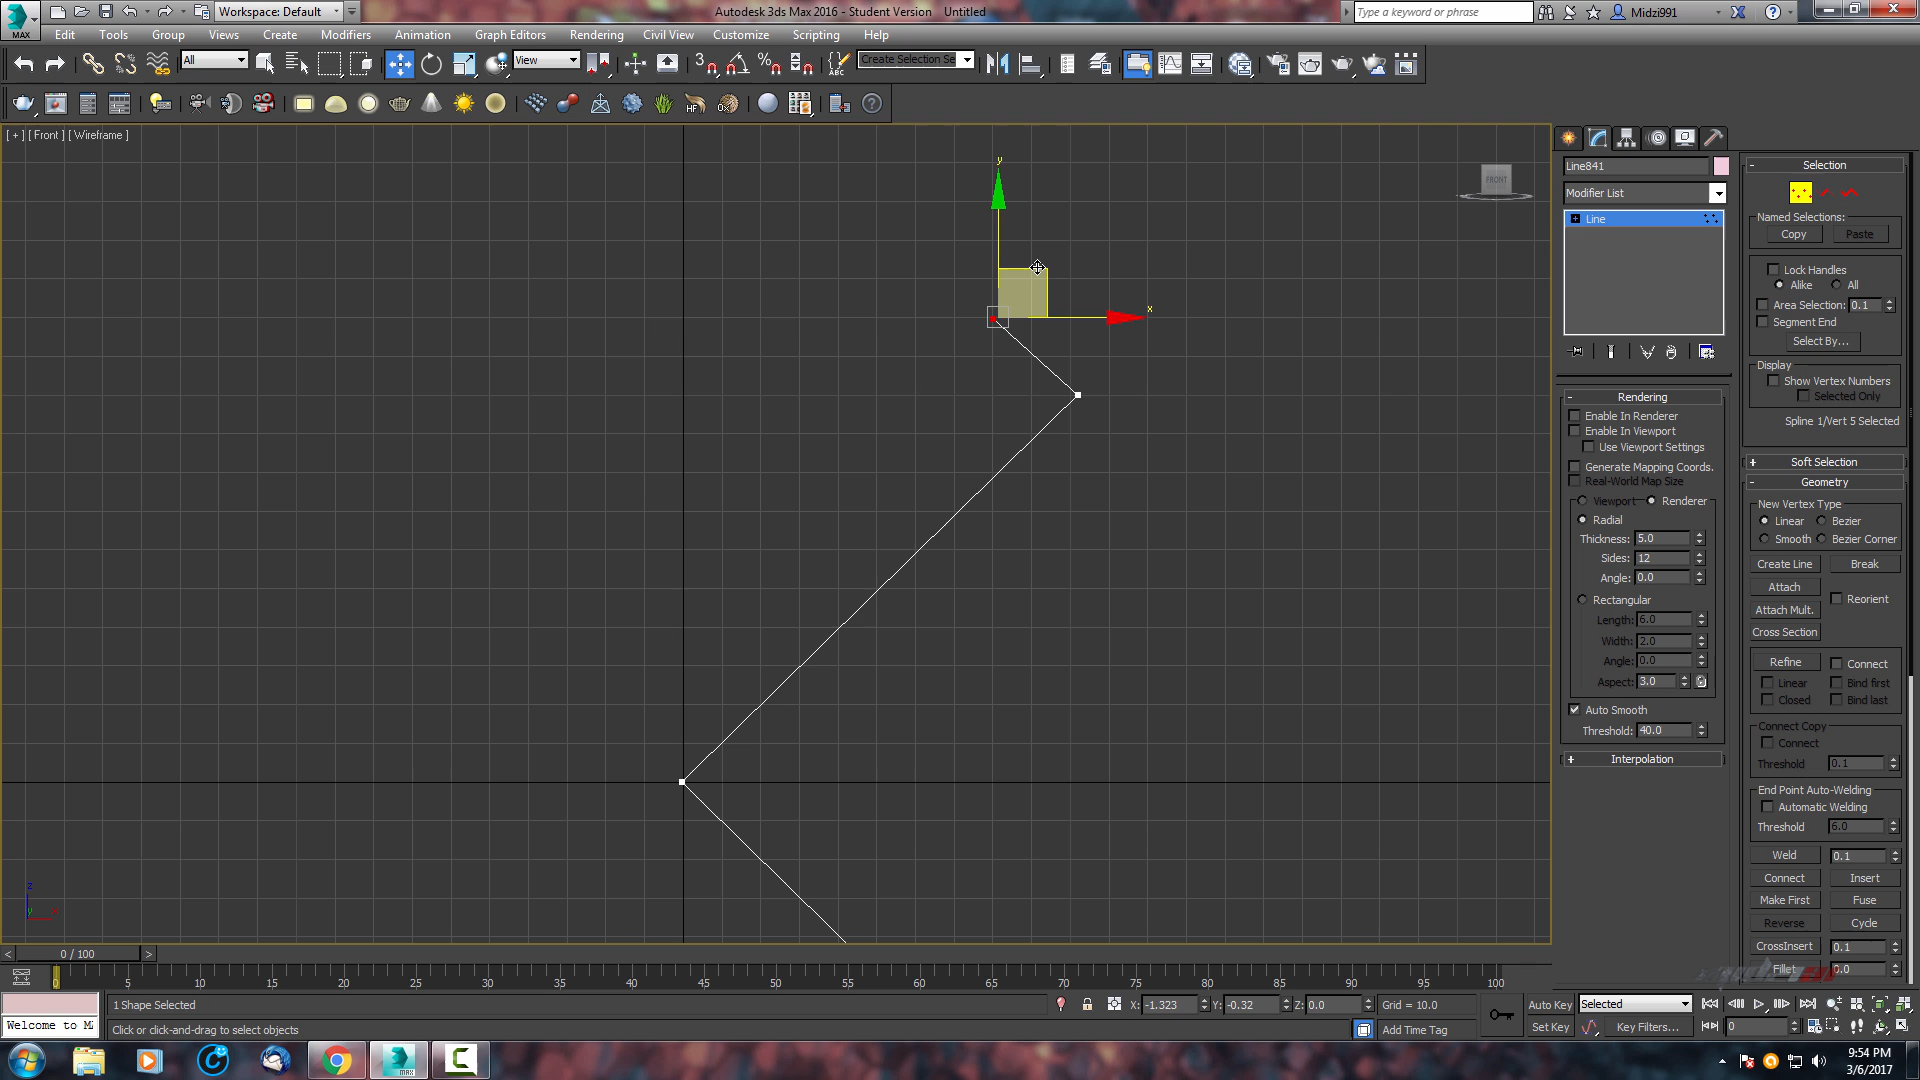 Workspace: Default
Autodesk 3ds Max 2016 - Student Version    Untitled
Type a keyword or phrase
Midzi991
MAX
Edit Tools Group Views Create Modifiers Animation Graph Editors Rendering Civil View Customize Scripting Help
All
View
3
Create Selection Se
ABC
HF
[ + ] [ Front ] [ Wireframe ]
y
x
FRONT
z
y
Line841
Modifier List
Line
- Rendering
Enable In Renderer
Enable In Viewport
Use Viewport Settings
Generate Mapping Coords.
Real-World Map Size
Viewport Renderer
Radial
Thickness: 5.0
Sides: 12
Angle: 0.0
Rectangular
Length: 6.0
Width: 2.0
Angle: 0.0
Aspect: 3.0
Auto Smooth
Threshold: 40.0
+ Interpolation
- Selection
Named Selections:
Copy Paste
Lock Handles
Alike All
Area Selection: 0.1
Segment End
Select By...
Display
Show Vertex Numbers
Selected Only
Spline 1/Vert 5 Selected
+ Soft Selection
- Geometry
New Vertex Type
Linear Bezier
Smooth Bezier Corner
Create Line Break
Attach
Reorient
Attach Mult.
Cross Section
Refine Connect
Linear Bind first
Closed Bind last
Connect Copy
Connect
Threshold 0.1
End Point Auto-Welding
Automatic Welding
Threshold 6.0
Weld 0.1
Connect Insert
Make First Fuse
Reverse Cycle
CrossInsert 0.1
Fillet 0.0
< 0 / 100 >
0 5 10 15 20 25 30 35 40 45 50 55 60 65 70 75 80 85 90 95 100
1 Shape Selected
X: -1.323 Y: -0.32 Z: 0.0 Grid = 10.0
Auto Key Selected
Welcome to M
Click or click-and-drag to select objects
Add Time Tag
Set Key Key Filters... 0
MAX
9:54 PM
3/6/2017